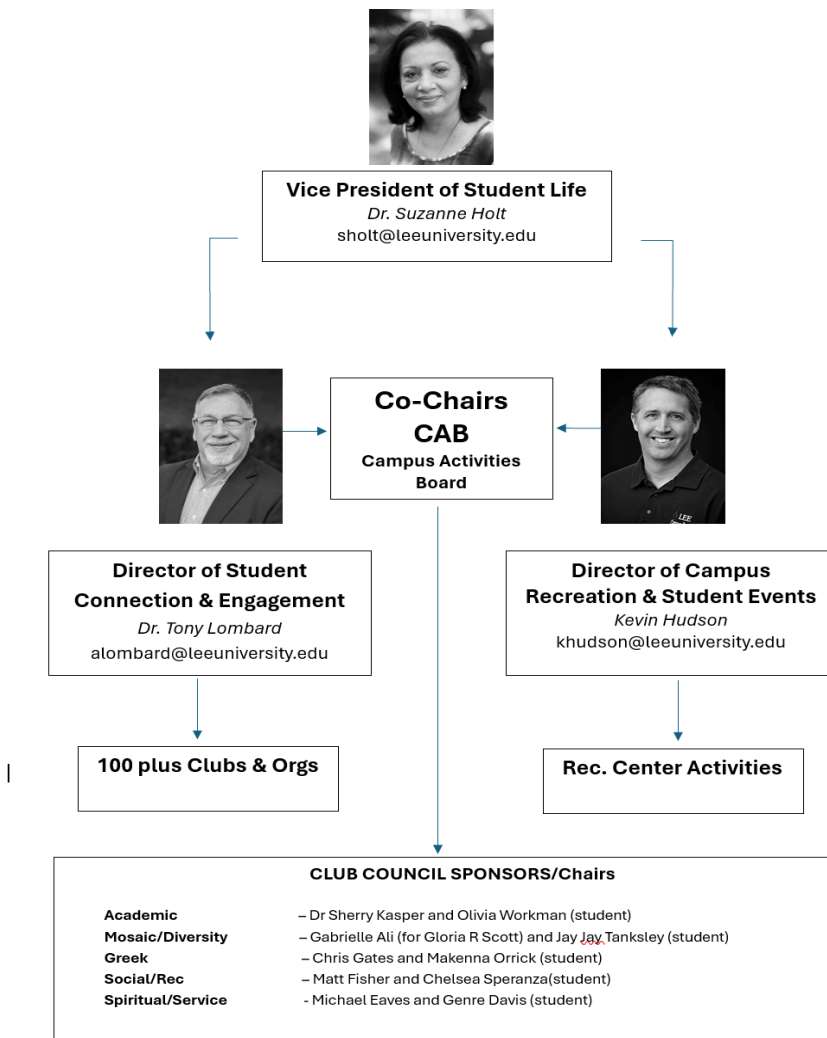 Vice President of Student Life
Dr. Suzanne Holt
sholt@leeuniversity.edu
Co-Chairs
CAB
Campus Activities
Board
LEE
Director of Student
Connection & Engagement
Dr. Tony Lombard
alombard@leeuniversity.edu
Director of Campus
Recreation & Student Events
Kevin Hudson
khudson@leeuniversity.edu
100 plus Clubs & Orgs
Rec. Center Activities
CLUB COUNCIL SPONSORS/Chairs
Academic – Dr Sherry Kasper and Olivia Workman (student)
Mosaic/Diversity – Gabrielle Ali (for Gloria R Scott) and Jay Jay Tanksley (student)
Greek – Chris Gates and Makenna Orrick (student)
Social/Rec – Matt Fisher and Chelsea Speranza(student)
Spiritual/Service - Michael Eaves and Genre Davis (student)